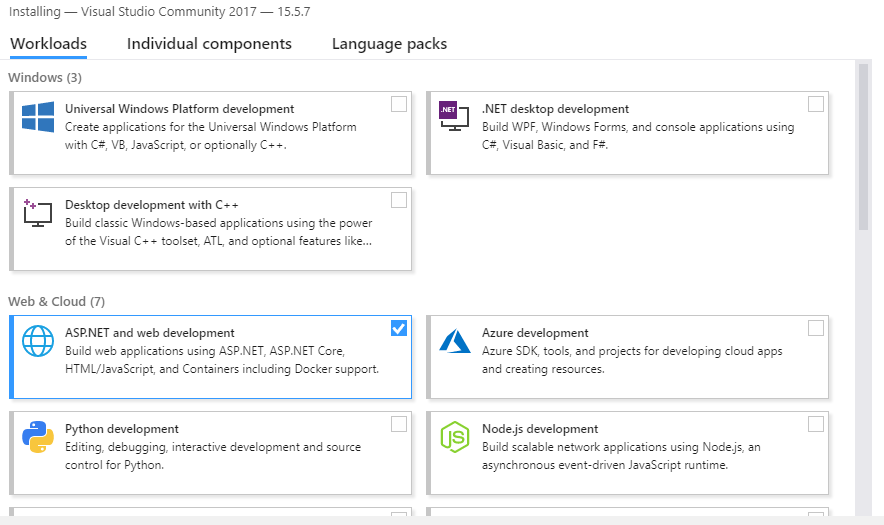 Installing — Visual Studio Community 2017 — 15.5.7
Workloads Individual components Language packs
Windows (3)
Universal Windows Platform development
Create applications for the Universal Windows Platform
with C#, VB, JavaScript, or optionally C++.
.NET
.NET desktop development
Build WPF, Windows Forms, and console applications using
C#, Visual Basic, and F#.
Desktop development with C++
Build classic Windows-based applications using the power
of the Visual C++ toolset, ATL, and optional features like...
Web & Cloud (7)
ASP.NET and web development
Build web applications using ASP.NET, ASP.NET Core,
HTML/JavaScript, and Containers including Docker support.
Azure development
Azure SDK, tools, and projects for developing cloud apps
and creating resources.
Python development
Editing, debugging, interactive development and source
control for Python.
JS
Node.js development
Build scalable network applications using Node.js, an
asynchronous event-driven JavaScript runtime.